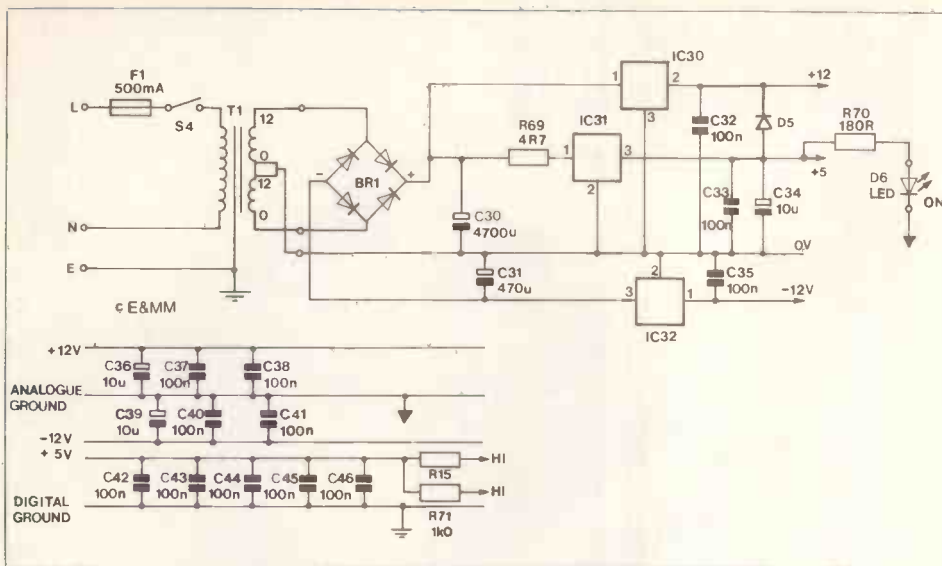 F1
500mA
L
S4
T1
12
0
12
0
N
E
BR1
-
+
IC30
1
2
3
+12
IC31
R69
4R7
1
3
2
C32
100n
D5
R70
180R
+5
D6
LED
ON
C33
100n
C34
10u
C30
4700u
0V
C31
470u
2
C35
100n
-12V
3
1
IC32
E&MM
+12V
C36
10u
C37
100n
C38
100n
ANALOGUE
GROUND
C39
10u
C40
100n
C41
100n
-12V
+ 5V
C42
100n
C43
100n
C44
100n
C45
100n
C46
100n
R15
HI
HI
R71
1k0
DIGITAL
GROUND